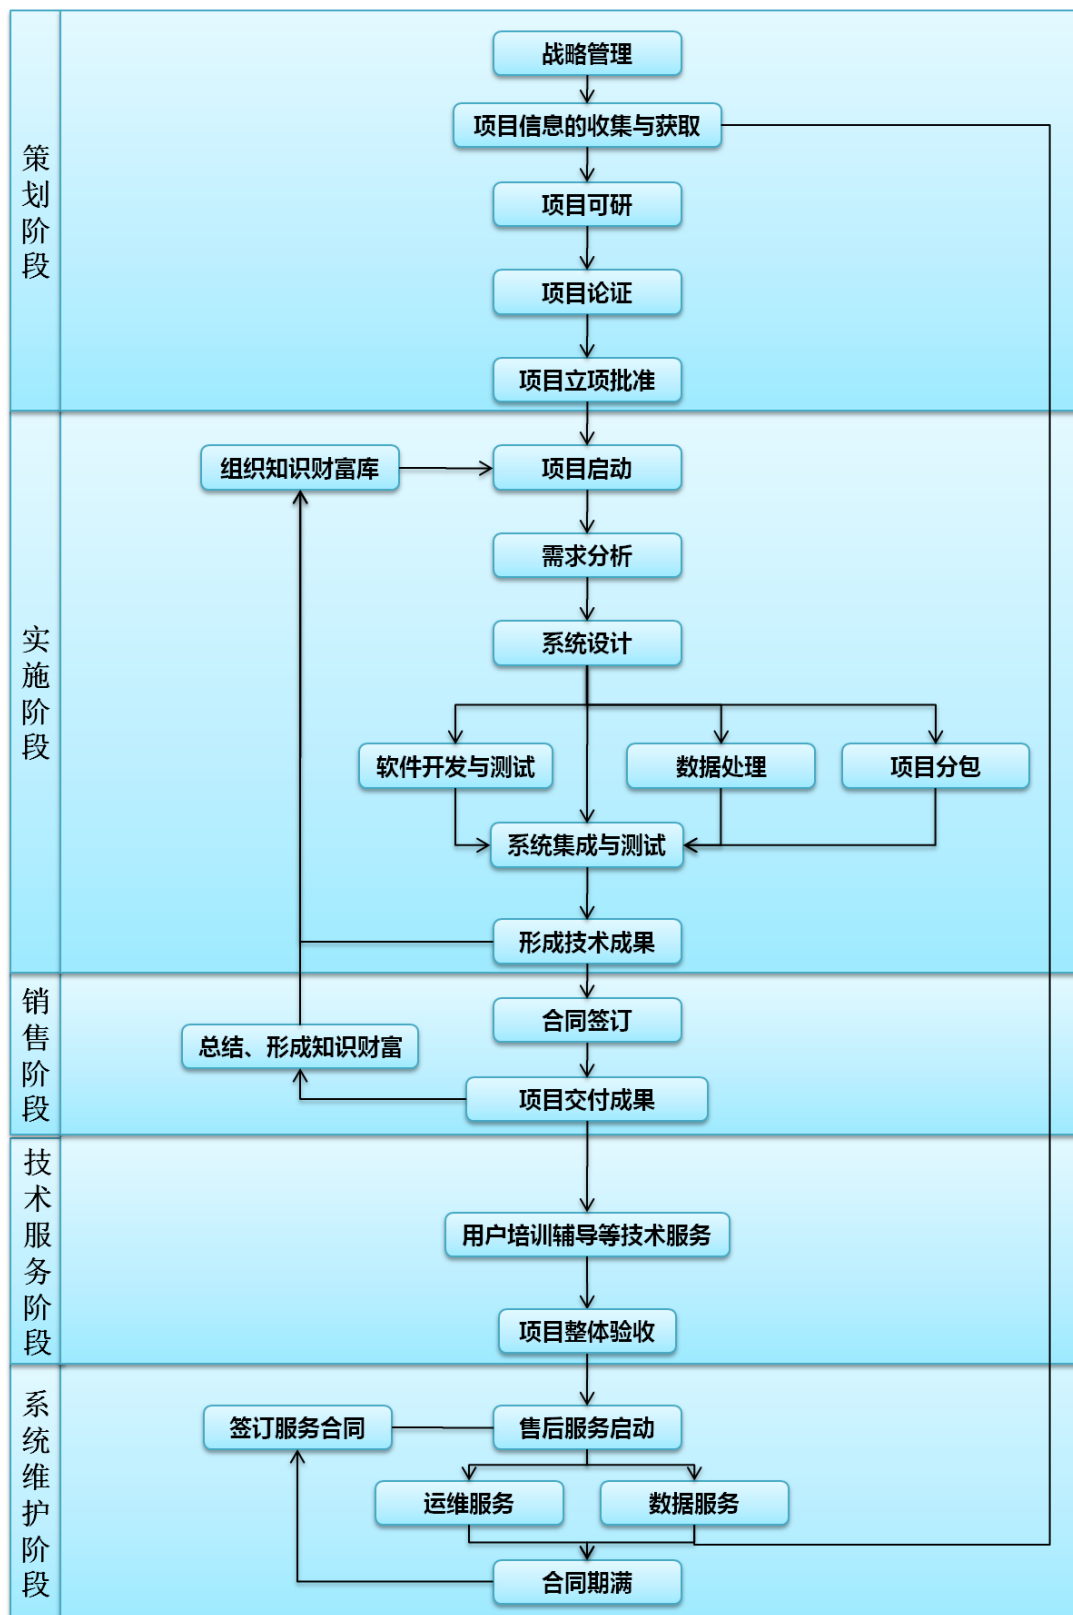 策划阶段
战略管理
项目信息的收集与获取
项目可研
项目论证
项目立项批准
实施阶段
组织知识财富库
项目启动
需求分析
系统设计
软件开发与测试
数据处理
项目分包
系统集成与测试
形成技术成果
销售阶段
合同签订
总结、形成知识财富
项目交付成果
技术服务阶段
用户培训辅导等技术服务
项目整体验收
系统维护阶段
签订服务合同
售后服务启动
运维服务
数据服务
合同期满